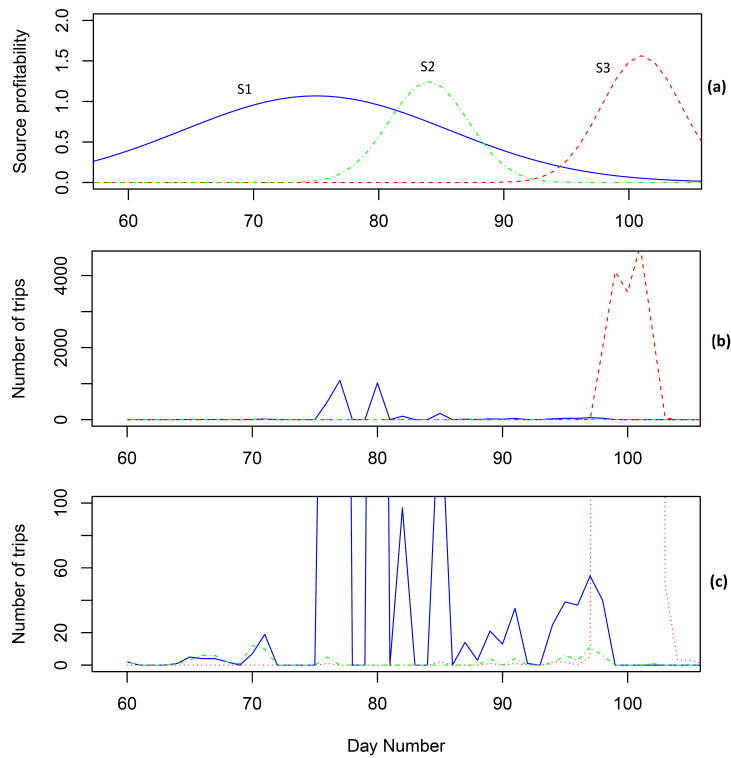 Source profitability
2.0
1.5
1.0
0.5
0.0
S1
S2
S3
(a)
60 70 80 90 100
Number of trips
4000
2000
0
(b)
60 70 80 90 100
Number of trips
100
60
20
0
(c)
60 70 80 90 100
Day Number